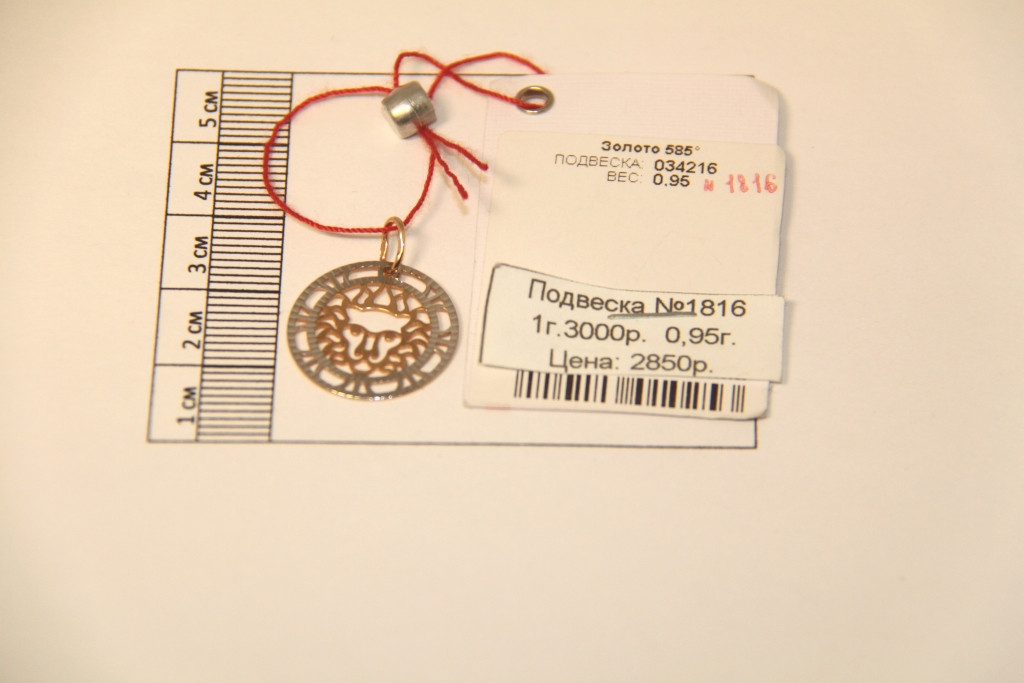 5 см
4 см
3 см
2 см
1 см
Золото 585°
ПОДВЕСКА: 034216
ВЕС: 0.95 № 1816
Подвеска №1816
1г.3000р. 0,95г.
Цена: 2850р.